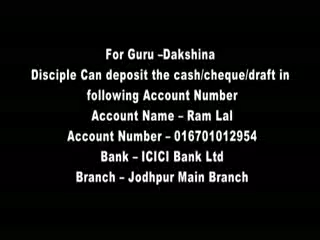 For Guru –Dakshina
Disciple Can deposit the cash/cheque/draft in
following Account Number
Account Name – Ram Lal
Account Number – 016701012954
Bank – ICICI Bank Ltd
Branch – Jodhpur Main Branch